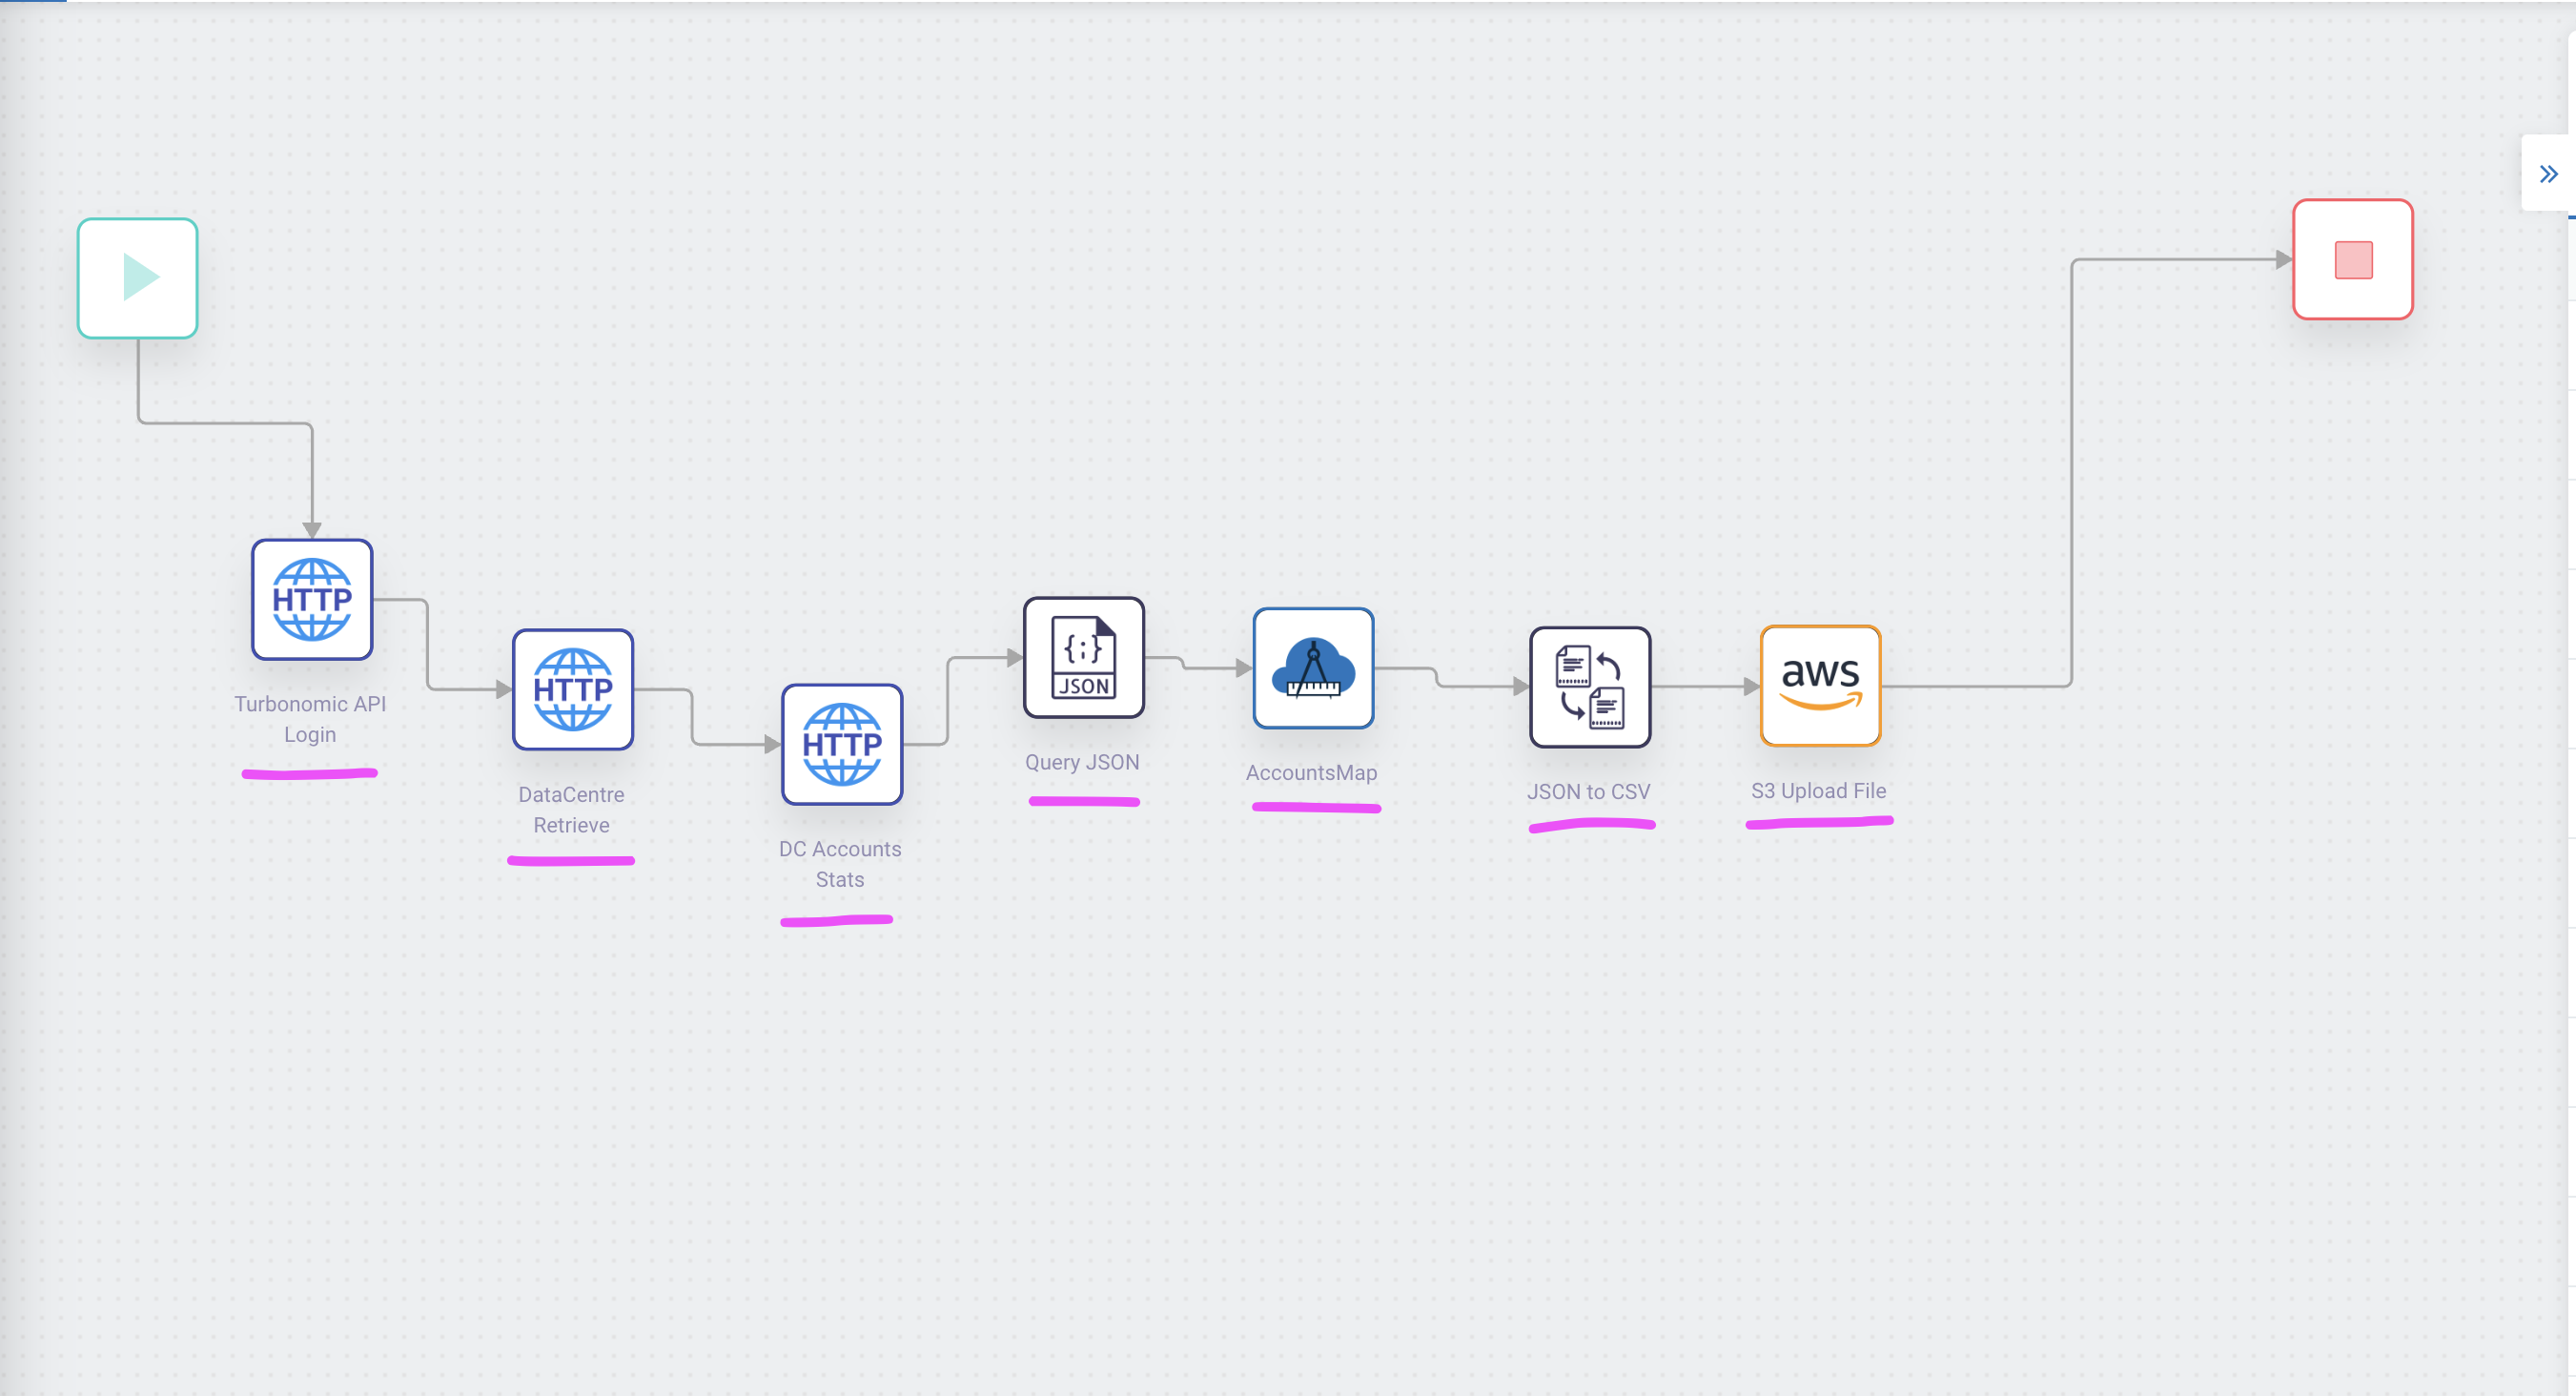 HTTP
Turbonomic API
Login
HTTP
DataCentre
Retrieve
HTTP
DC Accounts
Stats
{:}
JSON
Query JSON
AccountsMap
JSON to CSV
aws
S3 Upload File